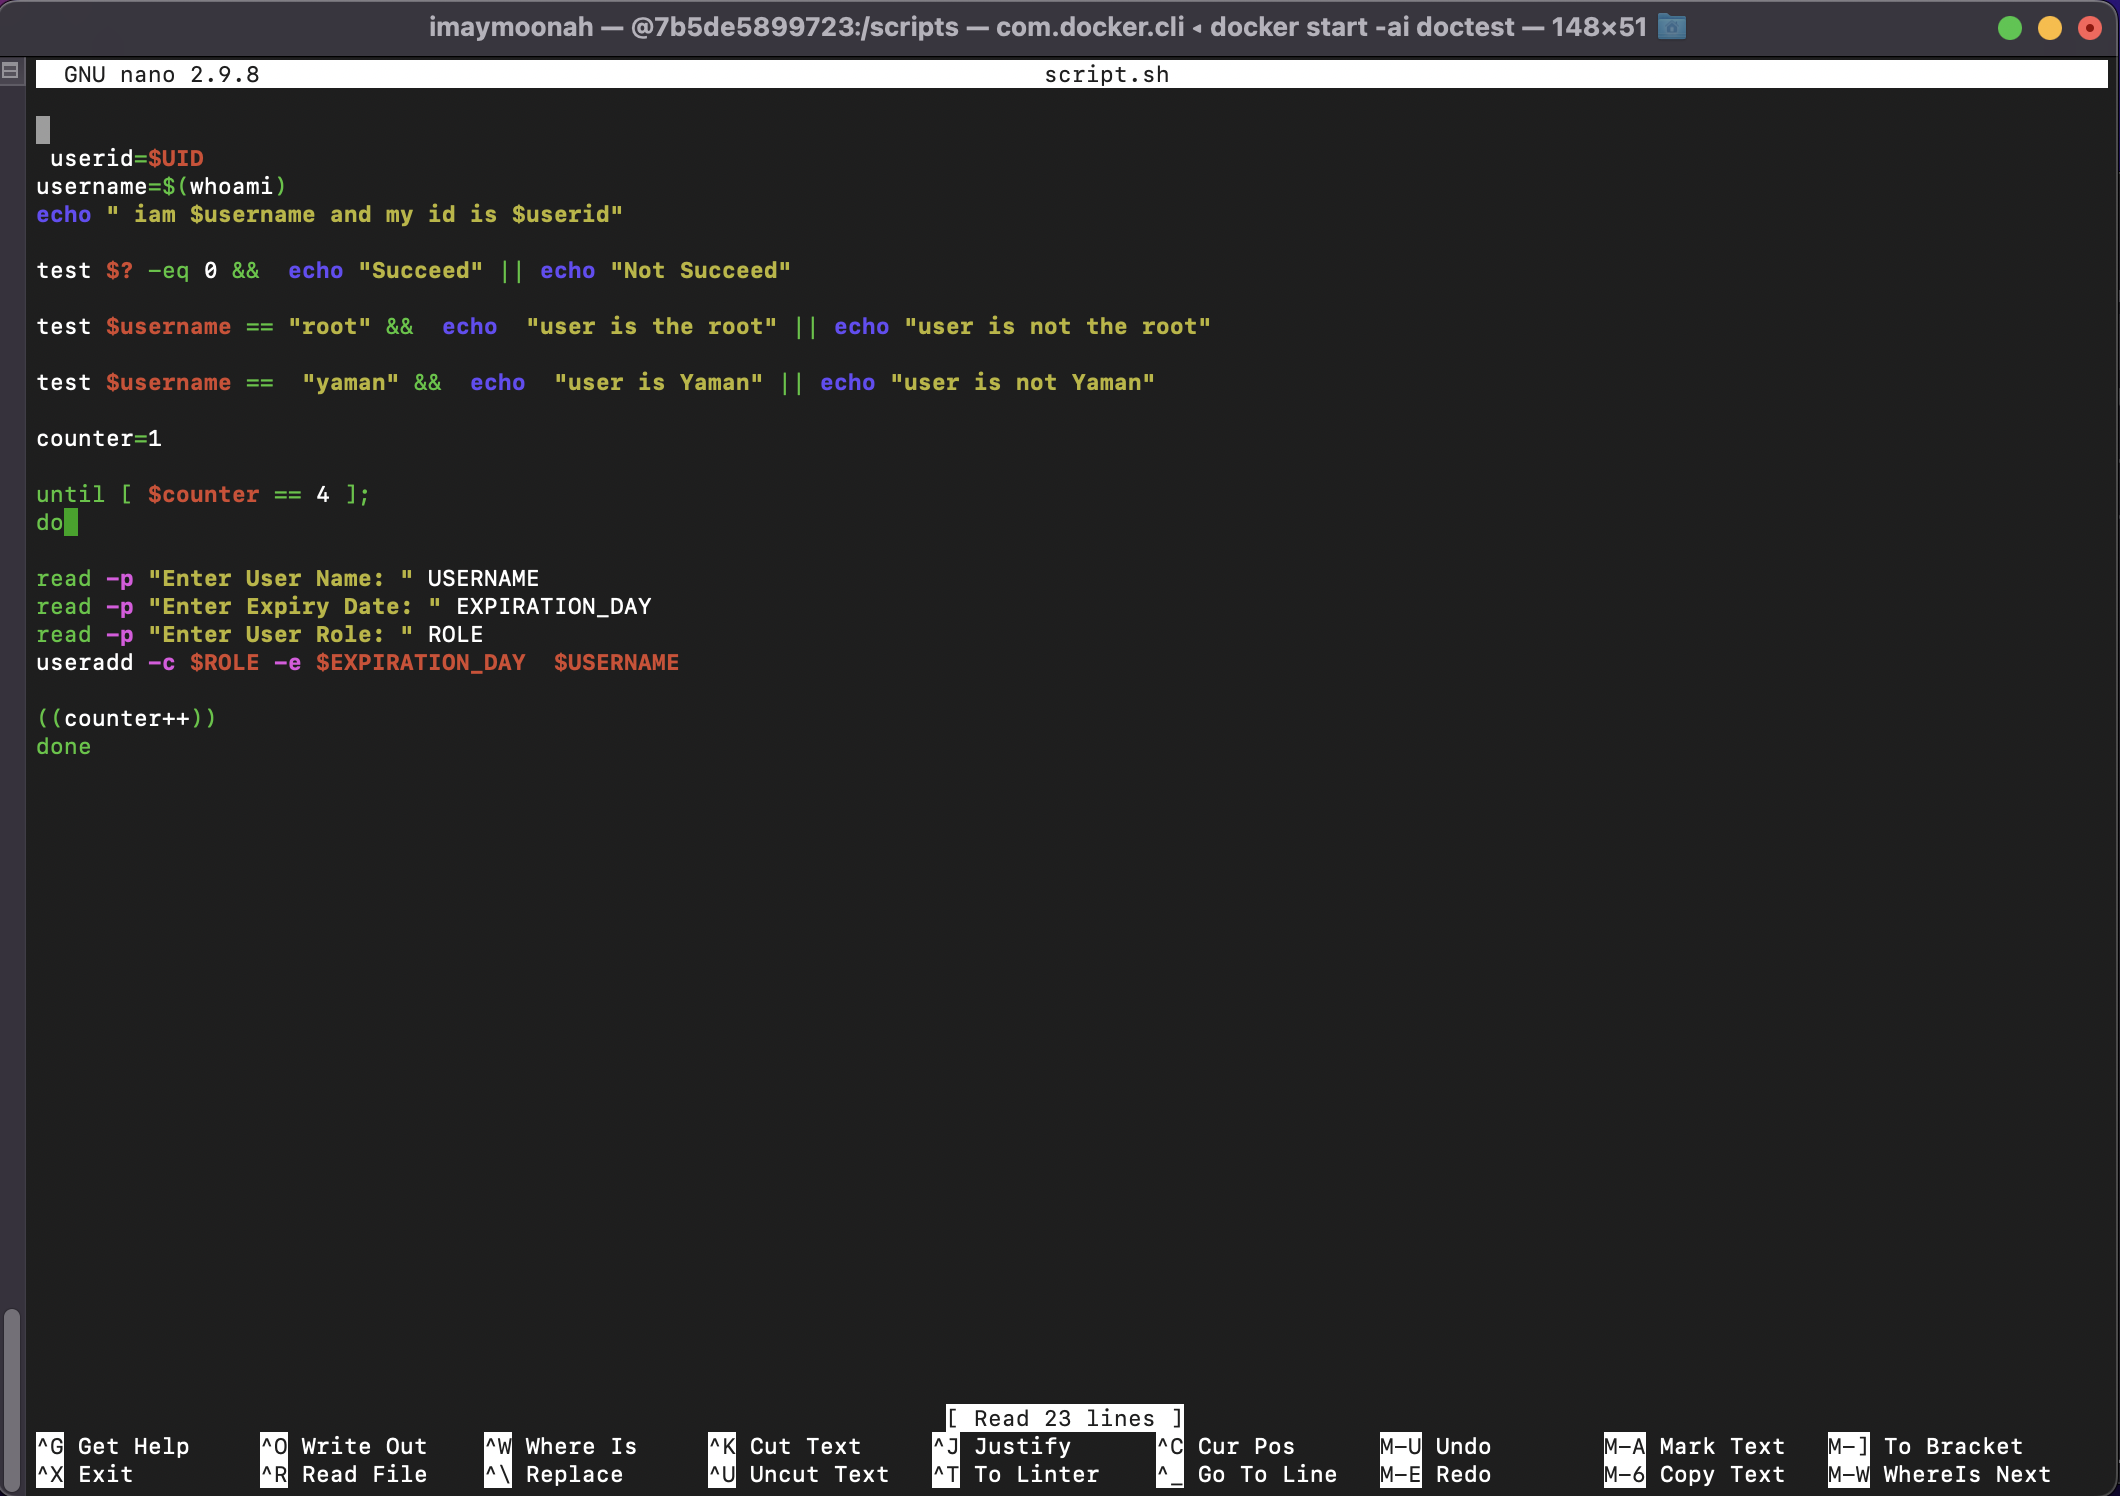 imaymoonah — @7b5de5899723:/scripts — com.docker.cli ◂ docker start -ai doctest — 148×51
GNU nano 2.9.8 script.sh
userid=$UID
username=$(whoami)
echo " iam $username and my id is $userid"
test $? -eq 0 &&  echo "Succeed" || echo "Not Succeed"
test $username == "root" &&  echo  "user is the root" || echo "user is not the root"
test $username ==  "yaman" &&  echo  "user is Yaman" || echo "user is not Yaman"
counter=1
until [ $counter == 4 ];
do
read -p "Enter User Name: " USERNAME
read -p "Enter Expiry Date: " EXPIRATION_DAY
read -p "Enter User Role: " ROLE
useradd -c $ROLE -e $EXPIRATION_DAY  $USERNAME
((counter++))
done
[ Read 23 lines ]
^G Get Help ^O Write Out ^W Where Is ^K Cut Text ^J Justify ^C Cur Pos M-U Undo M-A Mark Text M-] To Bracket
^X Exit ^R Read File ^\ Replace ^U Uncut Text ^T To Linter ^_ Go To Line M-E Redo M-6 Copy Text M-W WhereIs Next